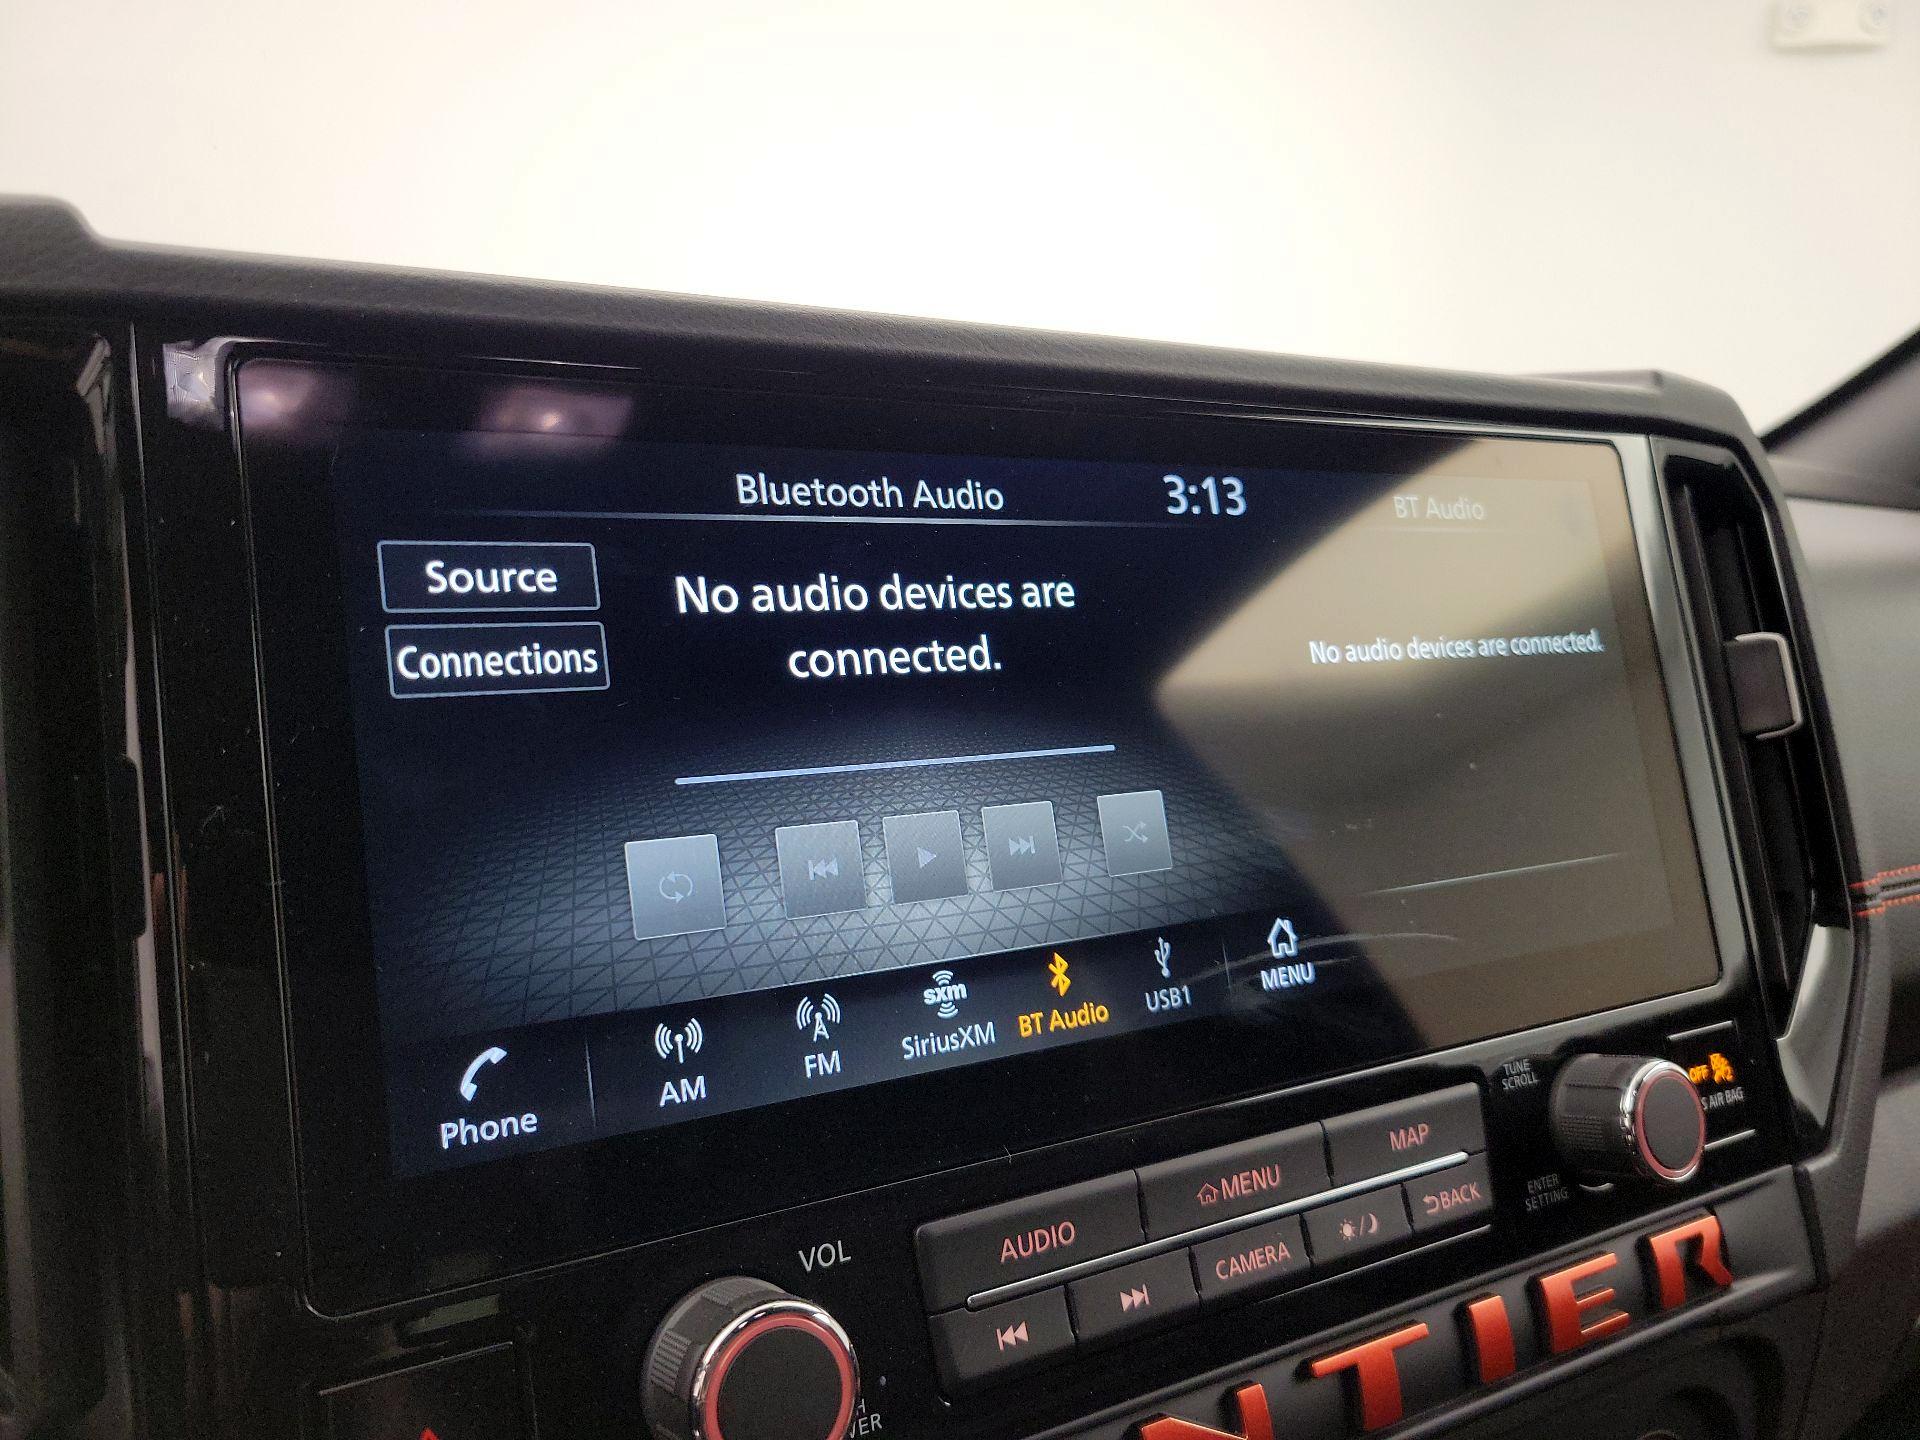 Bluetooth Audio
3:13
BT Audio
Source
No audio devices are
connected.
Connections
No audio devices are connected.
Phone
AM
FM
sxm
SiriusXM
BT Audio
USB1
MENU
TUNE
SCROLL
OFF
AIR BAG
ENTER
SETTING
VOL
AUDIO
MENU
MAP
CAMERA
BACK
NTIER